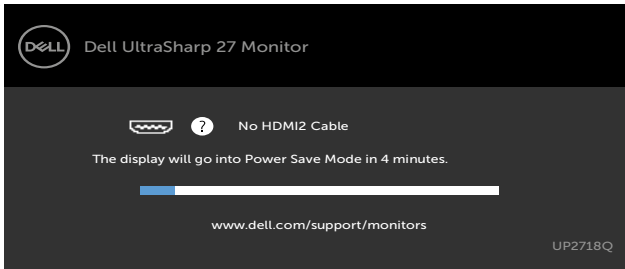 DELL Dell UltraSharp 27 Monitor
? No HDMI2 Cable
The display will go into Power Save Mode in 4 minutes.
www.dell.com/support/monitors
UP2718Q